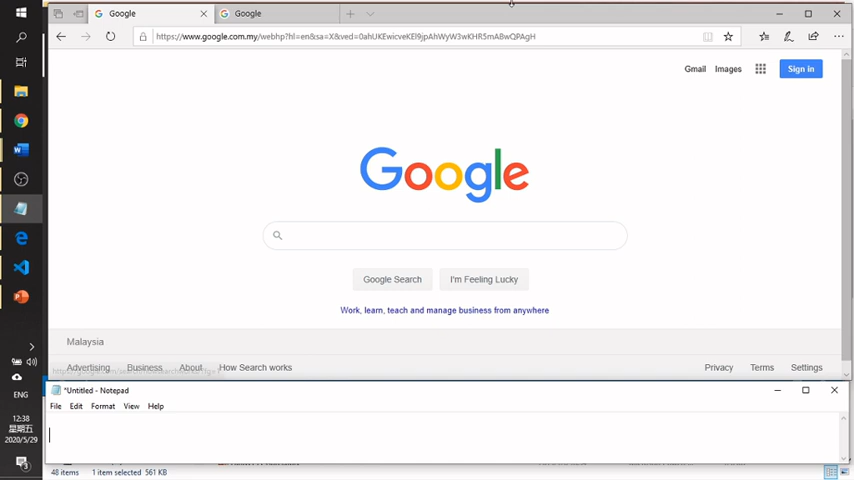 Google
Google
https://www.google.com.my/webhp?hl=en&sa=X&ved=0ahUKEwicveKEl9jpAhWyW3wKHR5mABwQPAgH
Gmail Images Sign in
Google
Google Search I'm Feeling Lucky
Work, learn, teach and manage business from anywhere
Malaysia
Advertising Business About How Search works Privacy Terms Settings
*Untitled - Notepad
File Edit Format View Help
ENG
12:38
星期五
2020/5/29
3
48 items 1 item selected 561 KB